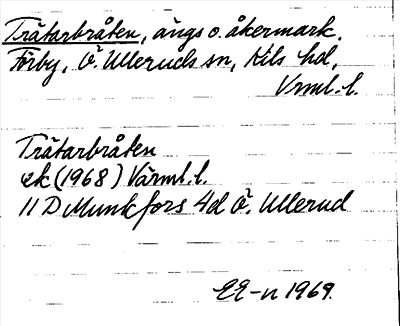 Trätarbråten, ängs o. åkermark.
Förby, Ö. Ulleruds sn, Kils hd,
Vrml. l.
Trätarbråten
ek (1968) Värml. l.
11 D Munkfors 4d Ö. Ullerud
EE-n 1969.